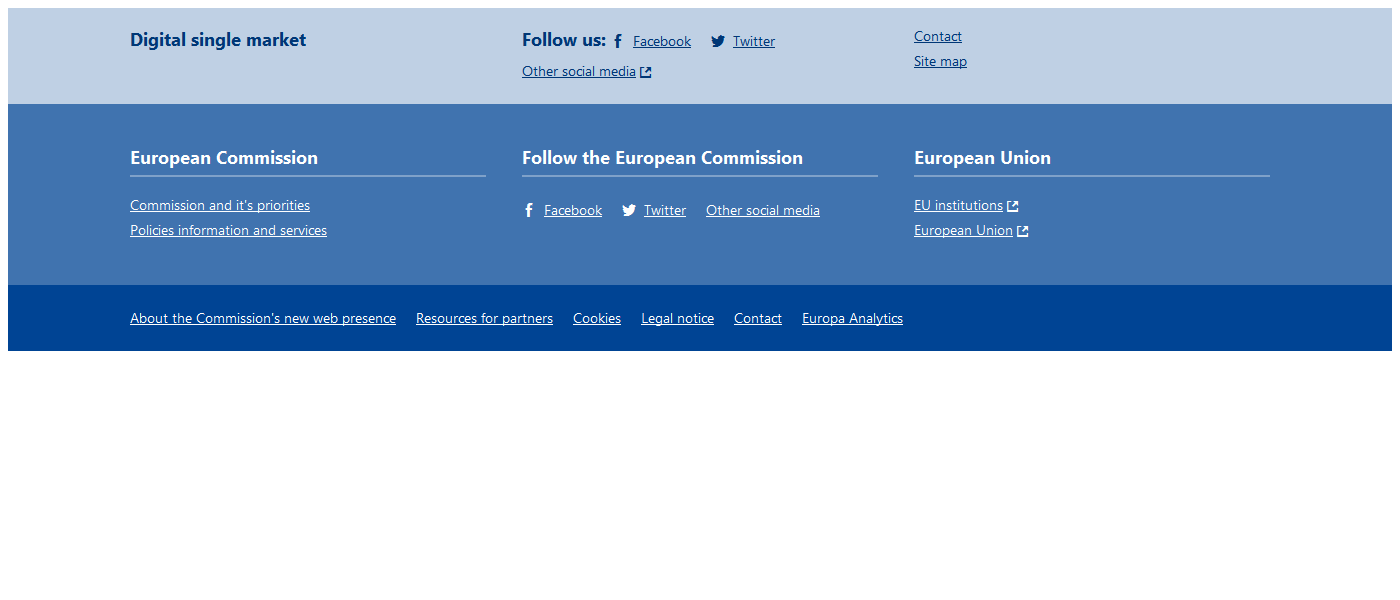 Digital single market
Follow us: Facebook Twitter
Other social media
Contact
Site map
European Commission
Commission and it's priorities
Policies information and services
Follow the European Commission
Facebook Twitter Other social media
European Union
EU institutions
European Union
About the Commission's new web presence Resources for partners Cookies Legal notice Contact Europa Analytics